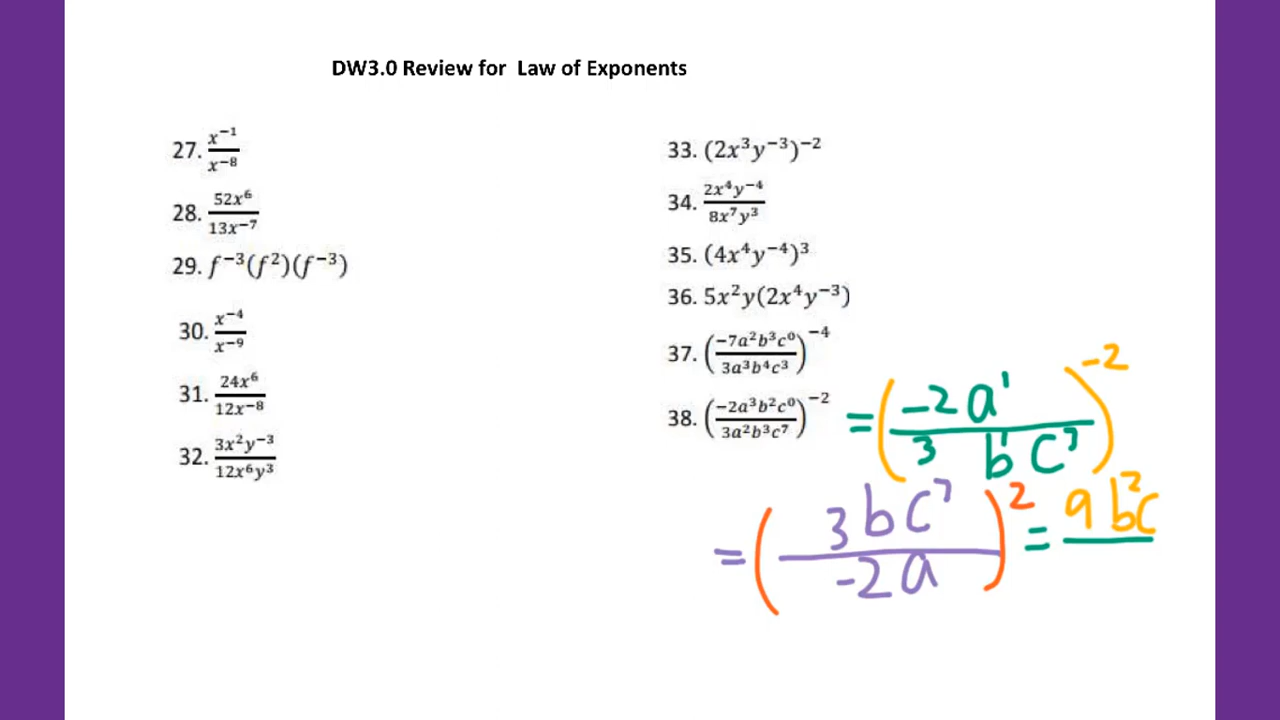 DW3.0 Review for Law of Exponents
27. x⁻¹/x⁻⁸
28. 52x⁶/13x⁻⁷
29. f⁻³(f²)(f⁻³)
30. x⁻⁴/x⁻⁹
31. 24x⁶/12x⁻⁸
32. 3x²y⁻³/12x⁶y³
33. (2x³y⁻³)⁻²
34. 2x⁴y⁻⁴/8x⁷y³
35. (4x⁴y⁻⁴)³
36. 5x²y(2x⁴y⁻³)
37. (−7a²b³c⁰/3a³b⁴c³)⁻⁴
38. (−2a³b²c⁰/3a²b³c⁷)⁻² = (−2a¹/3b¹c⁷)⁻²
= (3bc⁷/-2a)² = 9b²c